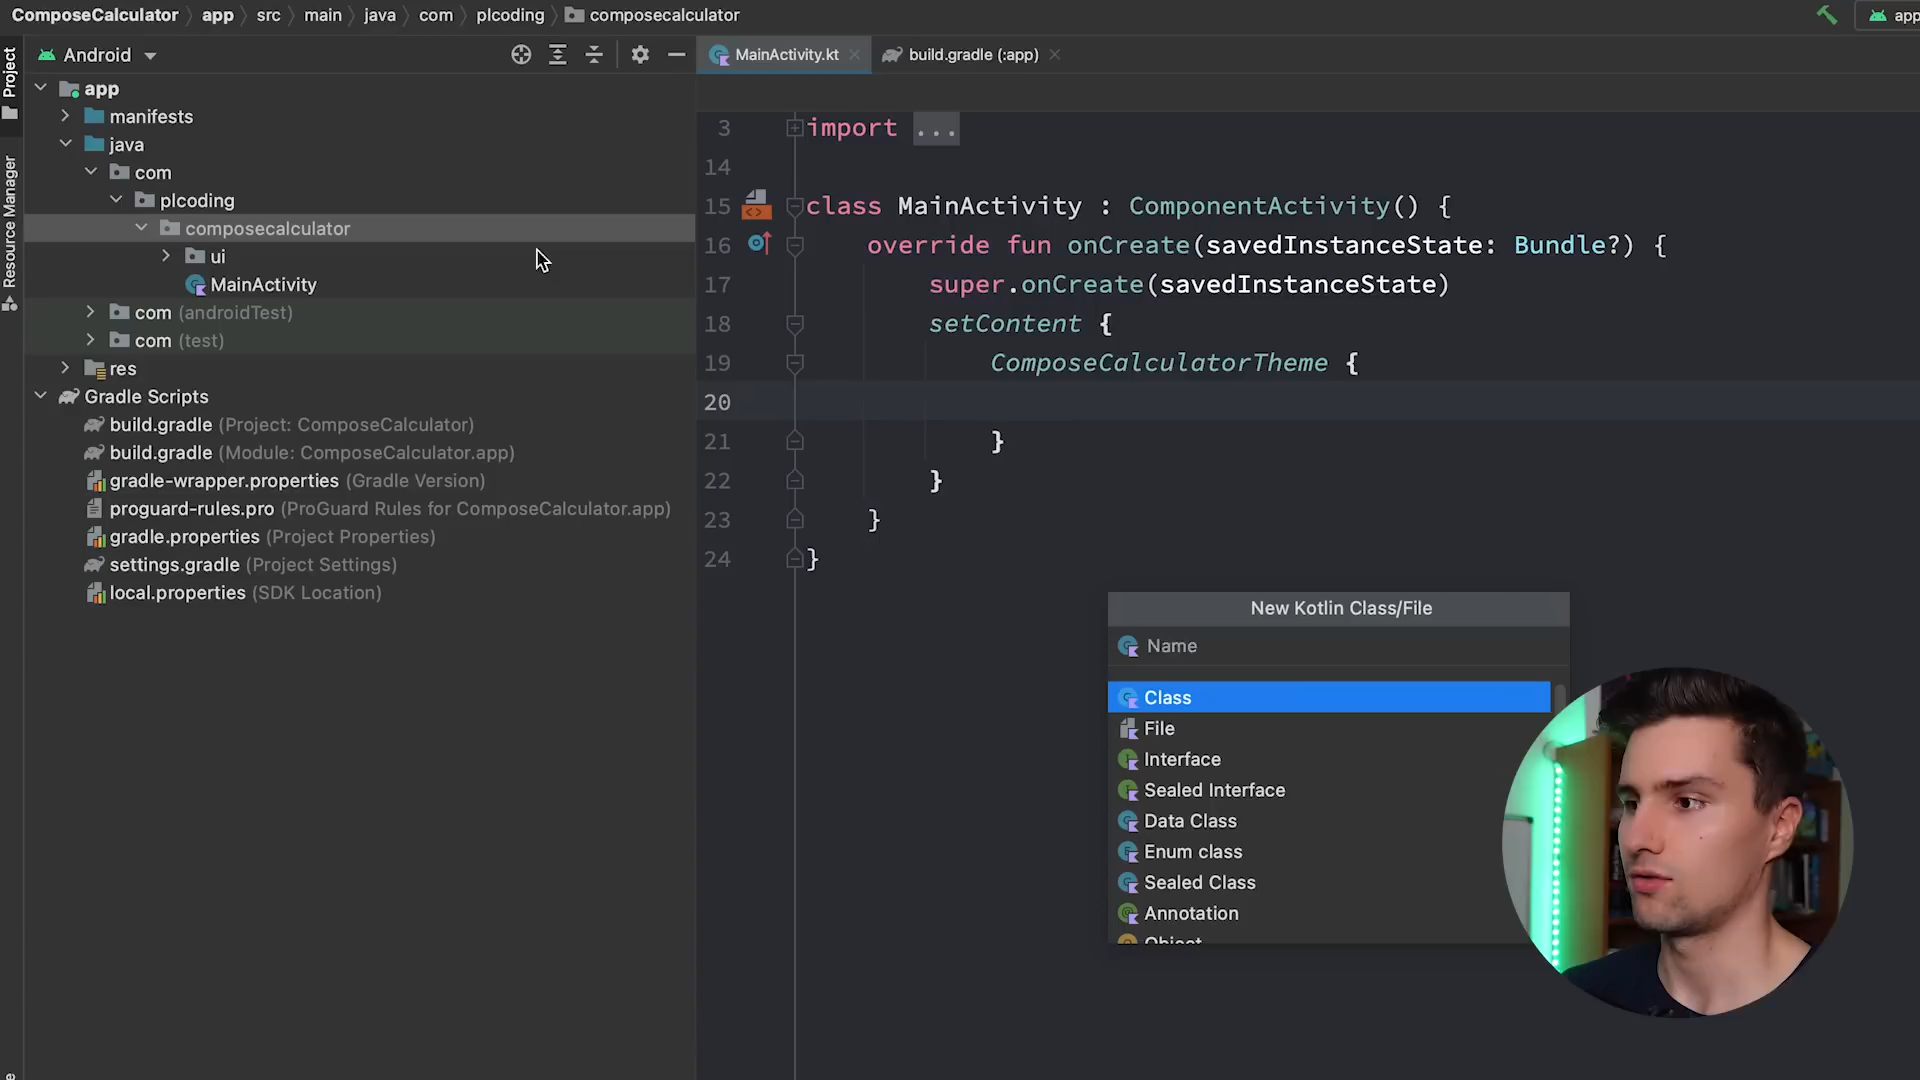 ComposeCalculator
app
src
main
java
com
plcoding
composecalculator
app
Project
Resource Manager
Android
MainActivity.kt
build.gradle (:app)
app
manifests
java
com
plcoding
composecalculator
ui
MainActivity
com (androidTest)
com (test)
res
Gradle Scripts
build.gradle (Project: ComposeCalculator)
build.gradle (Module: ComposeCalculator.app)
gradle-wrapper.properties (Gradle Version)
proguard-rules.pro (ProGuard Rules for ComposeCalculator.app)
gradle.properties (Project Properties)
settings.gradle (Project Settings)
local.properties (SDK Location)
3 import ...
14
15 class MainActivity : ComponentActivity() {
16 override fun onCreate(savedInstanceState: Bundle?) {
17 super.onCreate(savedInstanceState)
18 setContent {
19 ComposeCalculatorTheme {
20
21 }
22 }
23 }
24 }
New Kotlin Class/File
Name
Class
File
Interface
Sealed Interface
Data Class
Enum class
Sealed Class
Annotation
Object